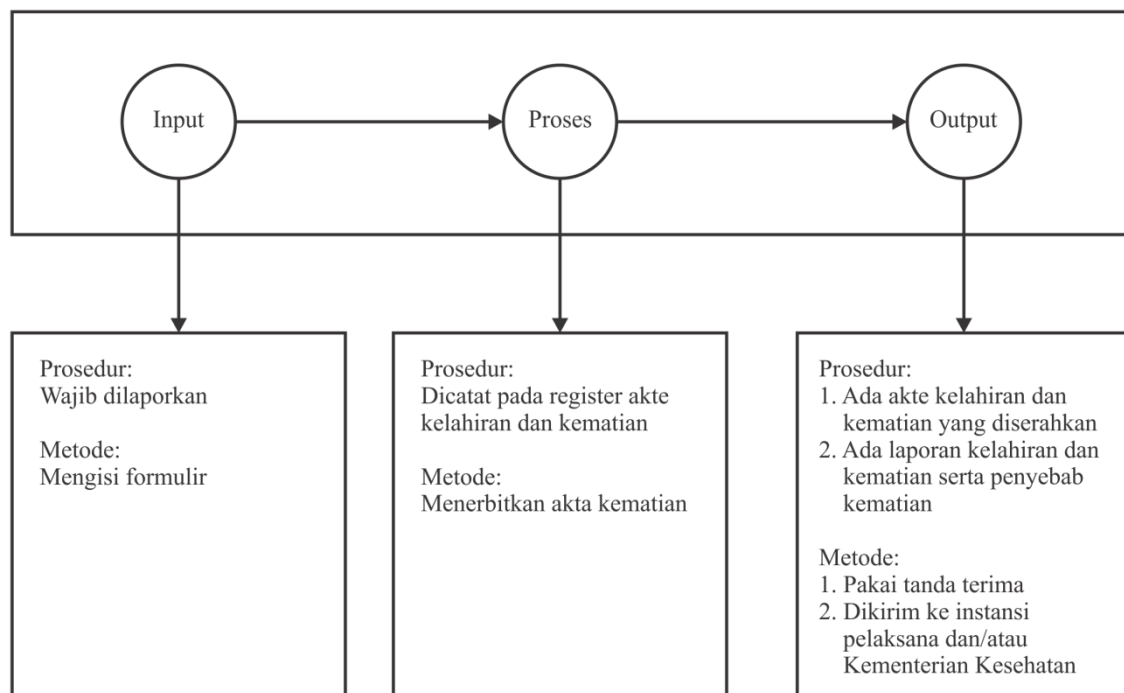 Input
Proses
Output
Prosedur:
Wajib dilaporkan
Metode:
Mengisi formulir
Prosedur:
Dicatat pada register akte
kelahiran dan kematian
Metode:
Menerbitkan akta kematian
Prosedur:
1. Ada akte kelahiran dan
kematian yang diserahkan
2. Ada laporan kelahiran dan
kematian serta penyebab
kematian
Metode:
1. Pakai tanda terima
2. Dikirim ke instansi
pelaksana dan/atau
Kementerian Kesehatan